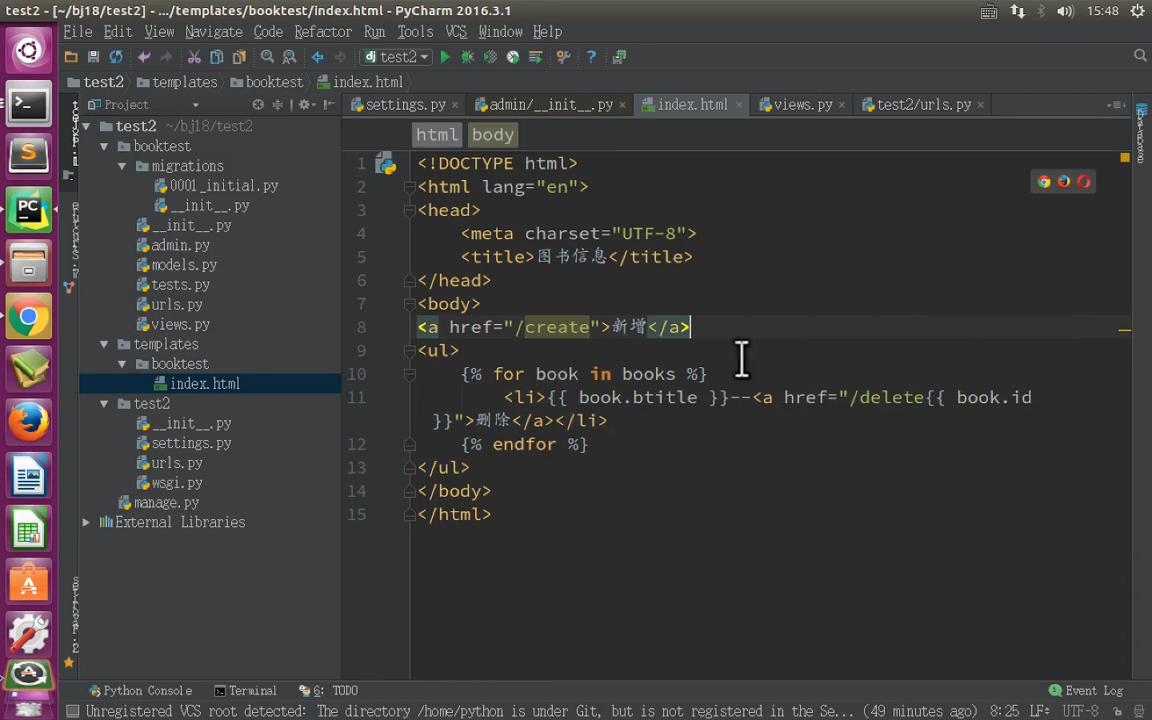 test2 - [~/bj18/test2] - .../templates/booktest/index.html - PyCharm 2016.3.1
15:48
File Edit View Navigate Code Refactor Run Tools VCS Window Help
test2
test2 templates booktest index.html
Project
settings.py admin/__init__.py index.html views.py test2/urls.py
html body
test2 ~/bj18/test2
booktest
migrations
0001_initial.py
__init__.py
__init__.py
admin.py
models.py
tests.py
urls.py
views.py
templates
booktest
index.html
test2
__init__.py
settings.py
urls.py
wsgi.py
manage.py
External Libraries
1 <!DOCTYPE html>
2 <html lang="en">
3 <head>
4 <meta charset="UTF-8">
5 <title>图书信息</title>
6 </head>
7 <body>
8 <a href="/create">新增</a>
9 <ul>
10 {% for book in books %}
11 <li>{{ book.btitle }}--<a href="/delete{{ book.id
}}">删除</a></li>
12 {% endfor %}
13 </ul>
14 </body>
15 </html>
Python Console Terminal 6: TODO Event Log
Unregistered VCS root detected: The directory /home/python is under Git, but is not registered in the Se... (49 minutes ago) 8:25 LF÷ UTF-8